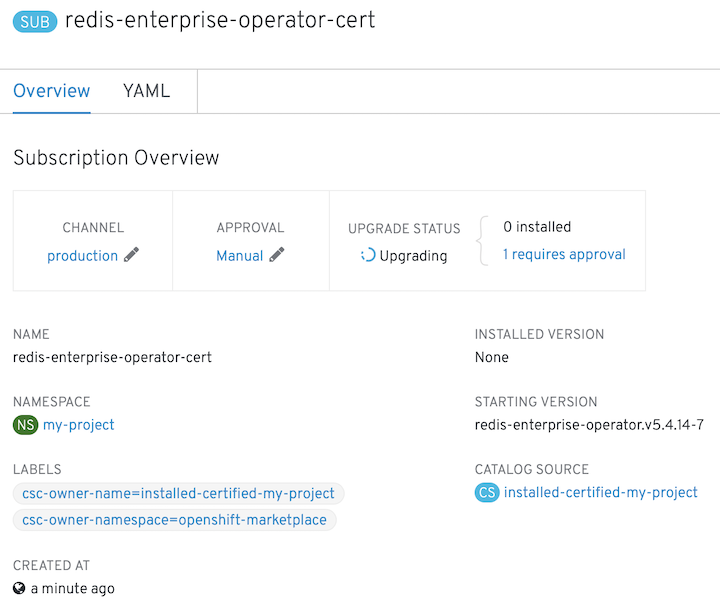 SUB redis-enterprise-operator-cert
Overview YAML
Subscription Overview
CHANNEL
production
APPROVAL
Manual
UPGRADE STATUS
Upgrading
0 installed
1 requires approval
NAME
redis-enterprise-operator-cert
INSTALLED VERSION
None
NAMESPACE
NS my-project
STARTING VERSION
redis-enterprise-operator.v5.4.14-7
LABELS
csc-owner-name=installed-certified-my-project
csc-owner-namespace=openshift-marketplace
CATALOG SOURCE
CS installed-certified-my-project
CREATED AT
a minute ago